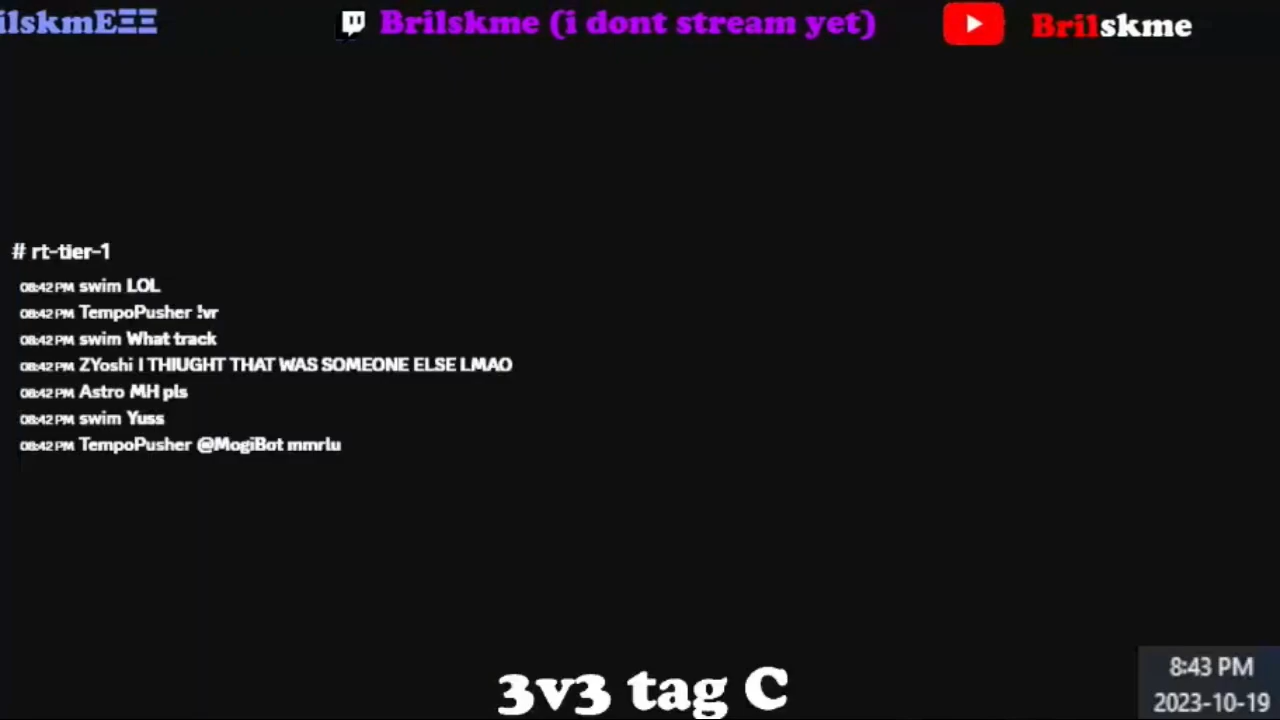 ilskmEΞΞ
Brilskme (i dont stream yet)
Brilskme
# rt-tier-1
08:42 PM swim LOL
08:42 PM TempoPusher !vr
08:42 PM swim What track
08:42 PM ZYoshi I THIUGHT THAT WAS SOMEONE ELSE LMAO
08:42 PM Astro MH pls
08:42 PM swim Yuss
08:42 PM TempoPusher @MogiBot mmrlu
3v3 tag C
8:43 PM
2023-10-19